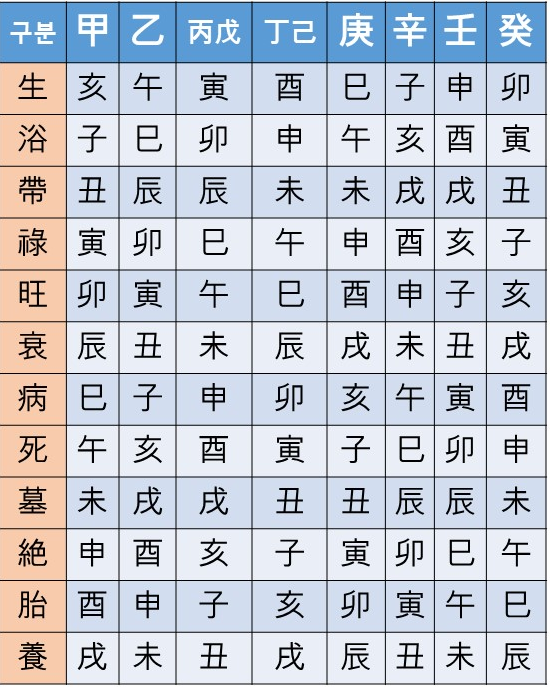 구분 甲 乙 丙戊 丁己 庚 辛 壬 癸
生 亥 午 寅 酉 巳 子 申 卯
浴 子 巳 卯 申 午 亥 酉 寅
帶 丑 辰 辰 未 未 戌 戌 丑
祿 寅 卯 巳 午 申 酉 亥 子
旺 卯 寅 午 巳 酉 申 子 亥
衰 辰 丑 未 辰 戌 未 丑 戌
病 巳 子 申 卯 亥 午 寅 酉
死 午 亥 酉 寅 子 巳 卯 申
墓 未 戌 戌 丑 丑 辰 辰 未
絶 申 酉 亥 子 寅 卯 巳 午
胎 酉 申 子 亥 卯 寅 午 巳
養 戌 未 丑 戌 辰 丑 未 辰